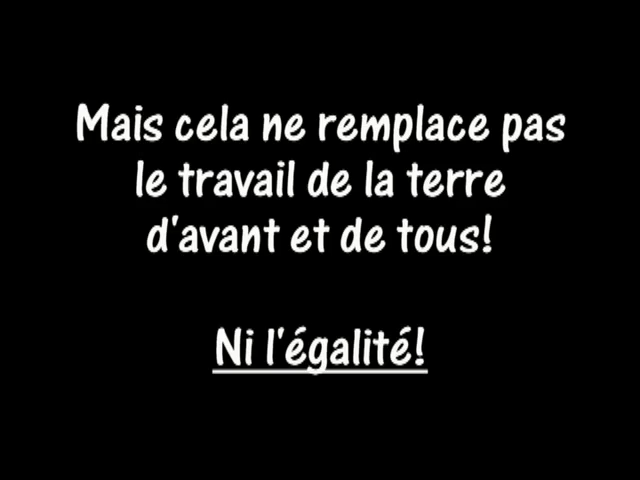 Mais cela ne remplace pas
le travail de la terre
d'avant et de tous!
Ni l'égalité!